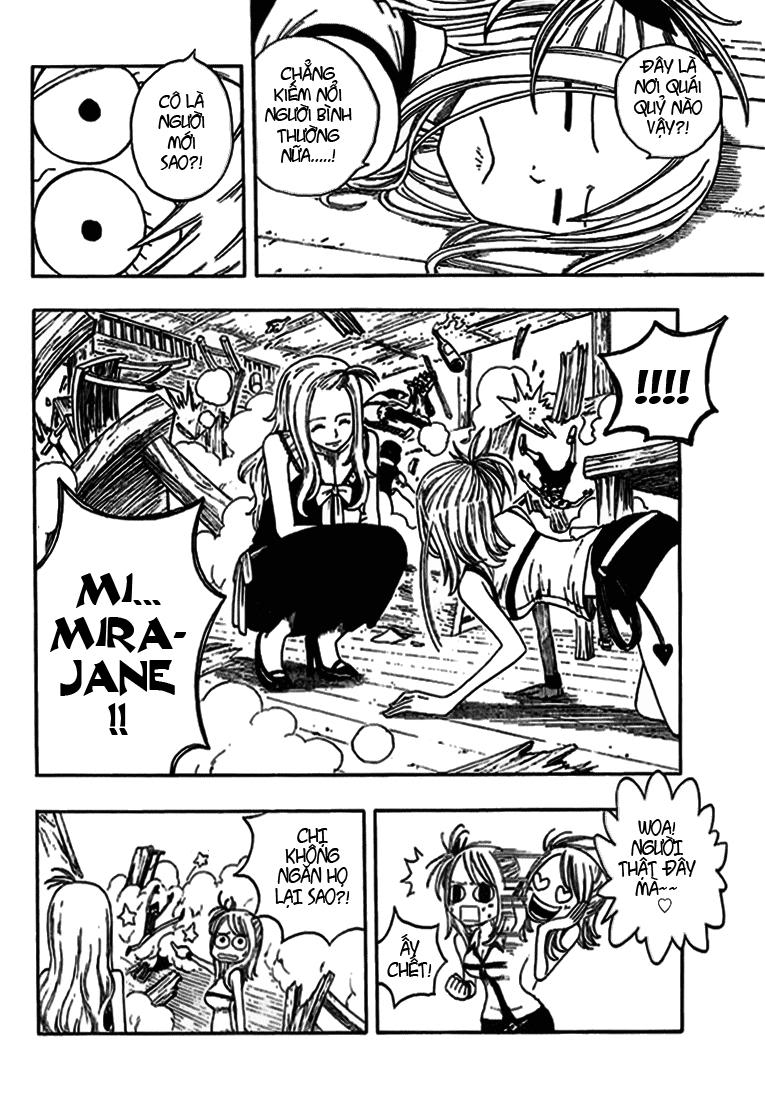 ĐÂY LÀ
NƠI QUÁI
QUỶ NÀO
VẬY?!
CHẲNG
KIẾM NỔI
NGƯỜI BÌNH
THƯỜNG
NỮA.....!
CÔ LÀ
NGƯỜI
MỚI
SAO?!
!!!!
MI...
MIRA-
JANE
!!
WOA!
NGƯỜI
THẬT ĐÂY
MÀ~~
♡
ẤY
CHẾT!
CHỊ
KHÔNG
NGĂN HỌ
LẠI SAO?!